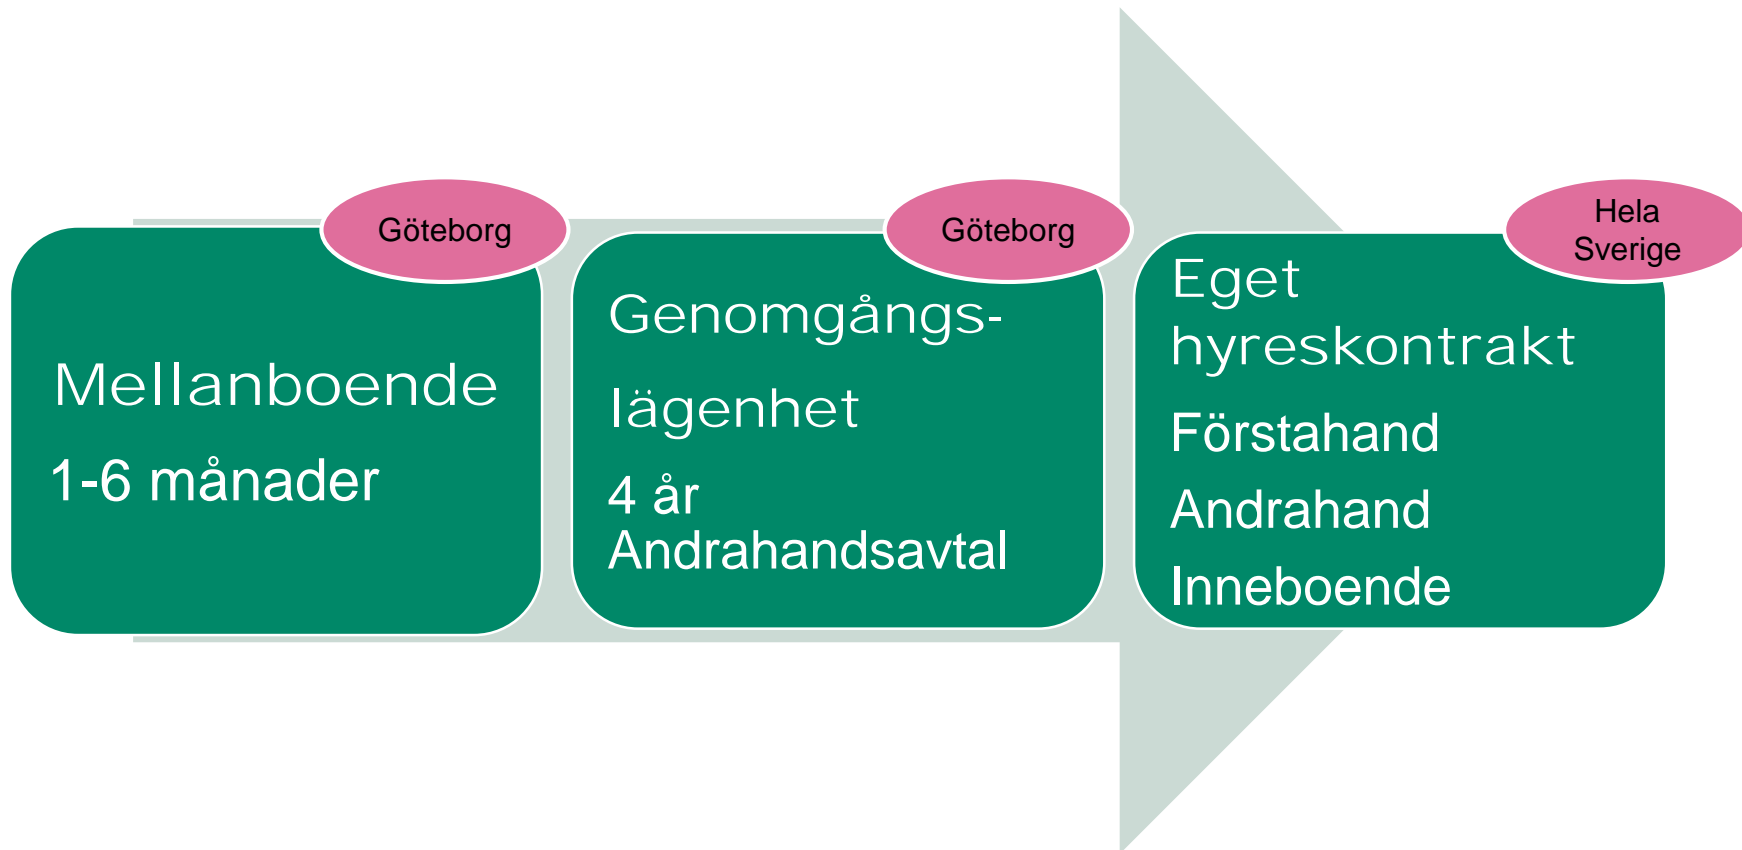 Göteborg
Mellanboende
1-6 månader
Göteborg
Genomgångs-
lägenhet
4 år
Andrahandsavtal
Hela
Sverige
Eget
hyreskontrakt
Förstahand
Andrahand
Inneboende